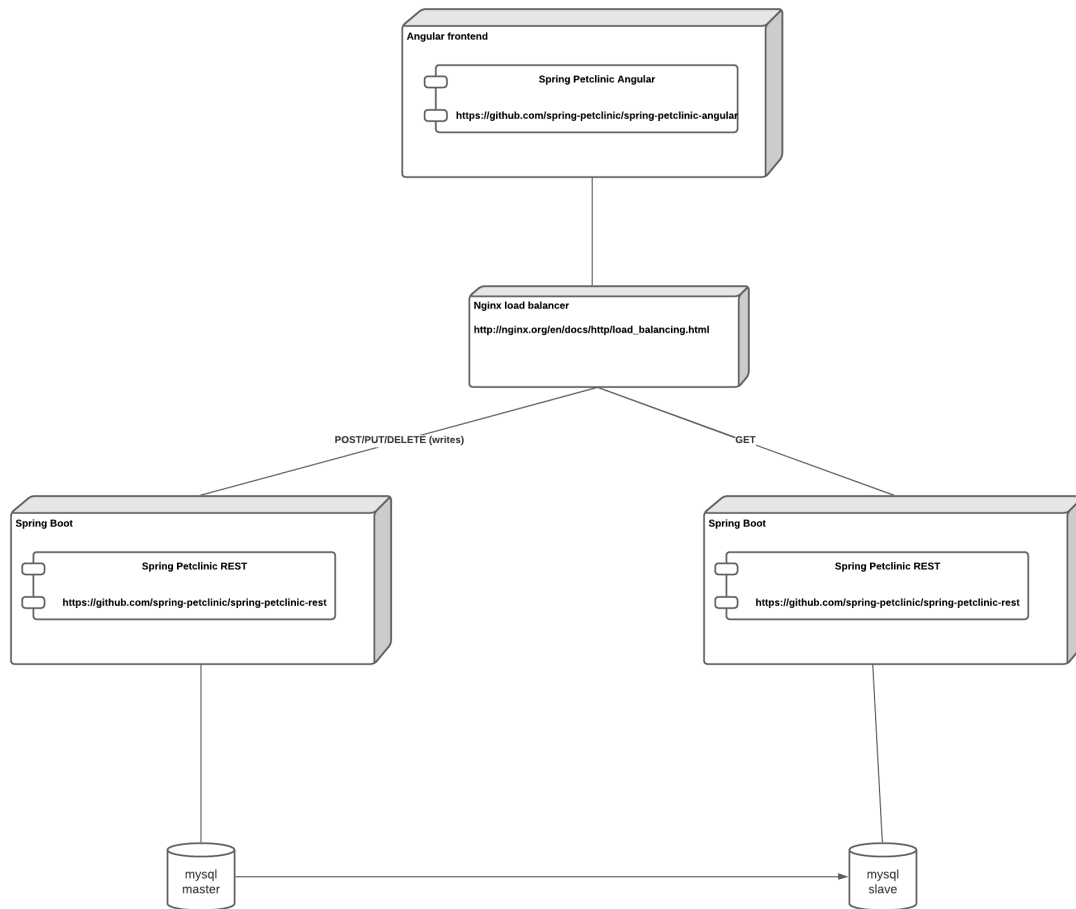 Angular frontend
Spring Petclinic Angular
https://github.com/spring-petclinic/spring-petclinic-angular
Nginx load balancer
http://nginx.org/en/docs/http/load_balancing.html
POST/PUT/DELETE (writes)
GET
Spring Boot
Spring Petclinic REST
https://github.com/spring-petclinic/spring-petclinic-rest
Spring Boot
Spring Petclinic REST
https://github.com/spring-petclinic/spring-petclinic-rest
mysql
master
mysql
slave